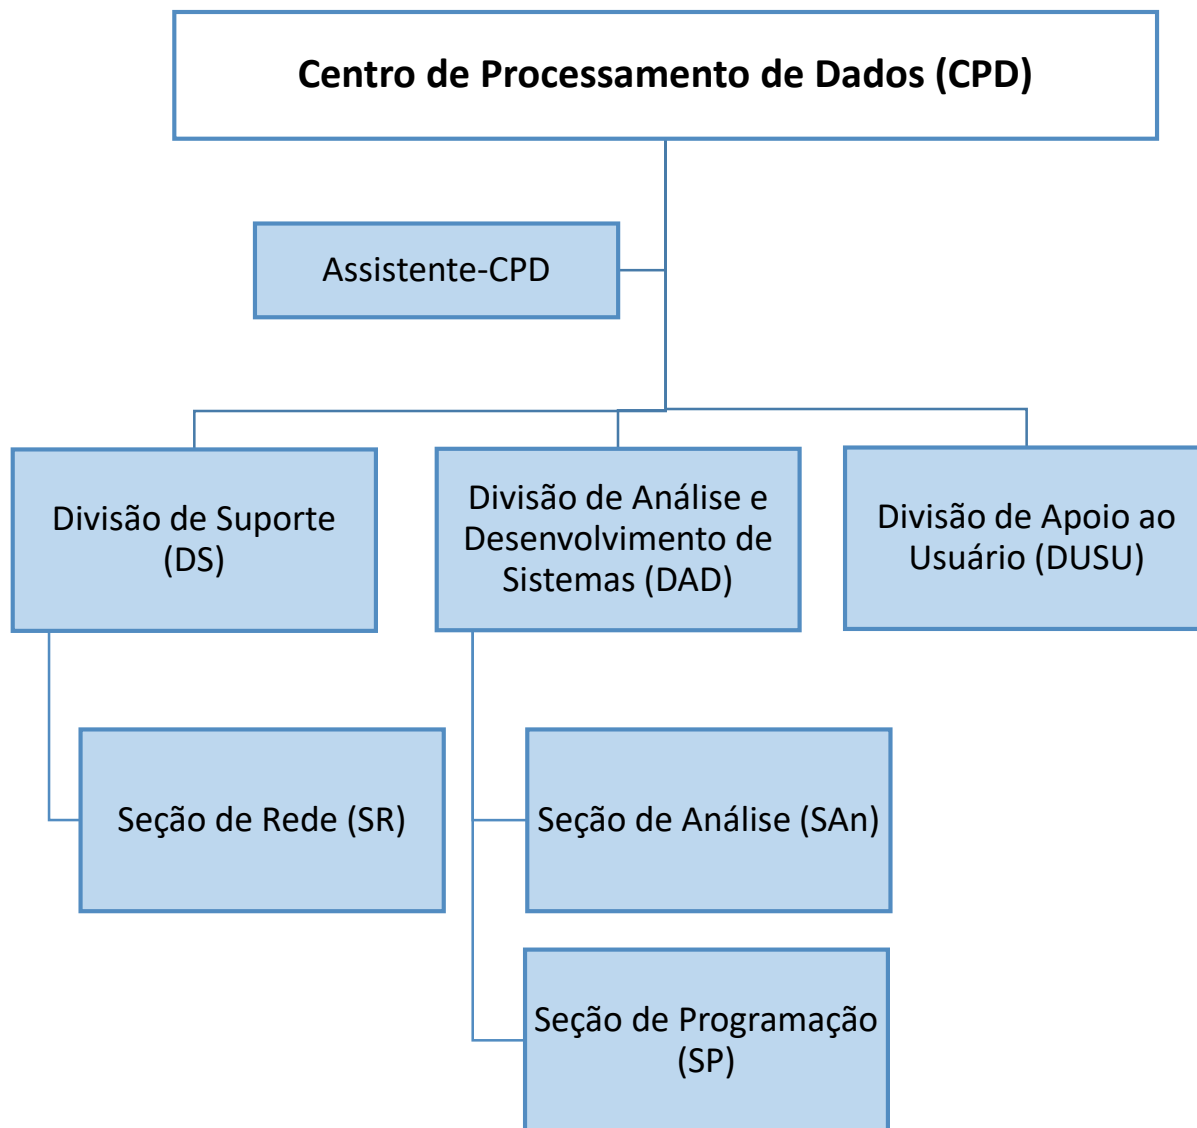 Centro de Processamento de Dados (CPD)
Assistente-CPD
Divisão de Suporte
(DS)
Divisão de Análise e
Desenvolvimento de
Sistemas (DAD)
Divisão de Apoio ao
Usuário (DUSU)
Seção de Rede (SR)
Seção de Análise (SAn)
Seção de Programação
(SP)